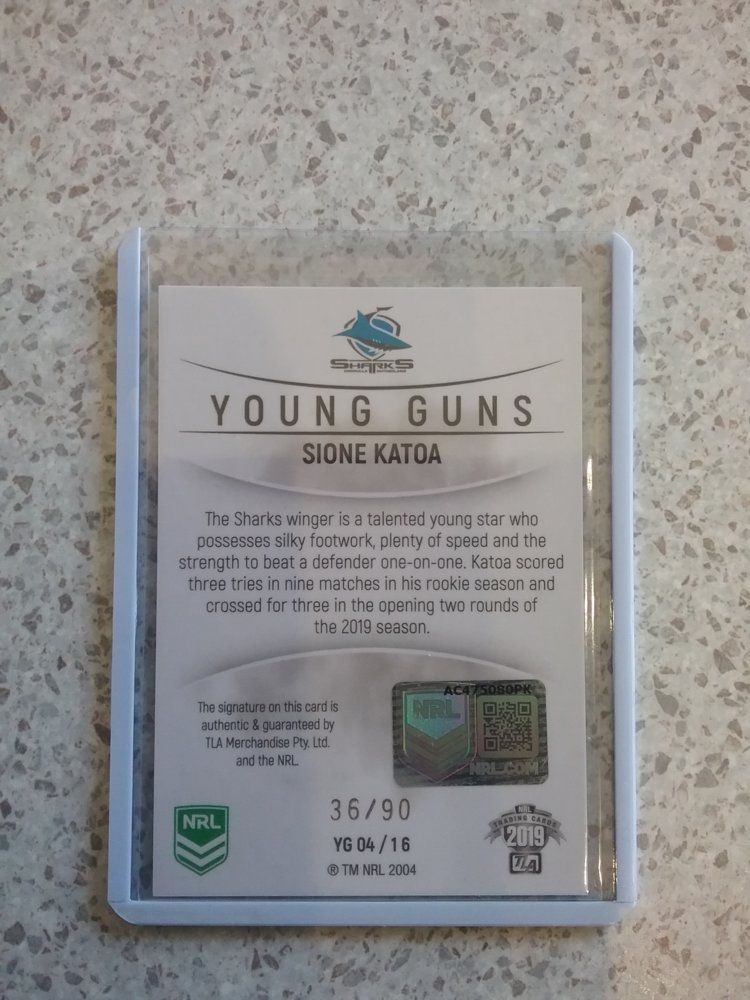 SHARKS
YOUNG GUNS
SIONE KATOA
The Sharks winger is a talented young star who
possesses silky footwork, plenty of speed and the
strength to beat a defender one-on-one. Katoa scored
three tries in nine matches in his rookie season and
crossed for three in the opening two rounds of
the 2019 season.
The signature on this card is
authentic & guaranteed by
TLA Merchandise Pty. Ltd.
and the NRL.
AC475080PK
NRL
NRL.COM
36/90
YG 04 / 16
® TM NRL 2004
NRL
NRL
TRADING CARDS
2019
TLA